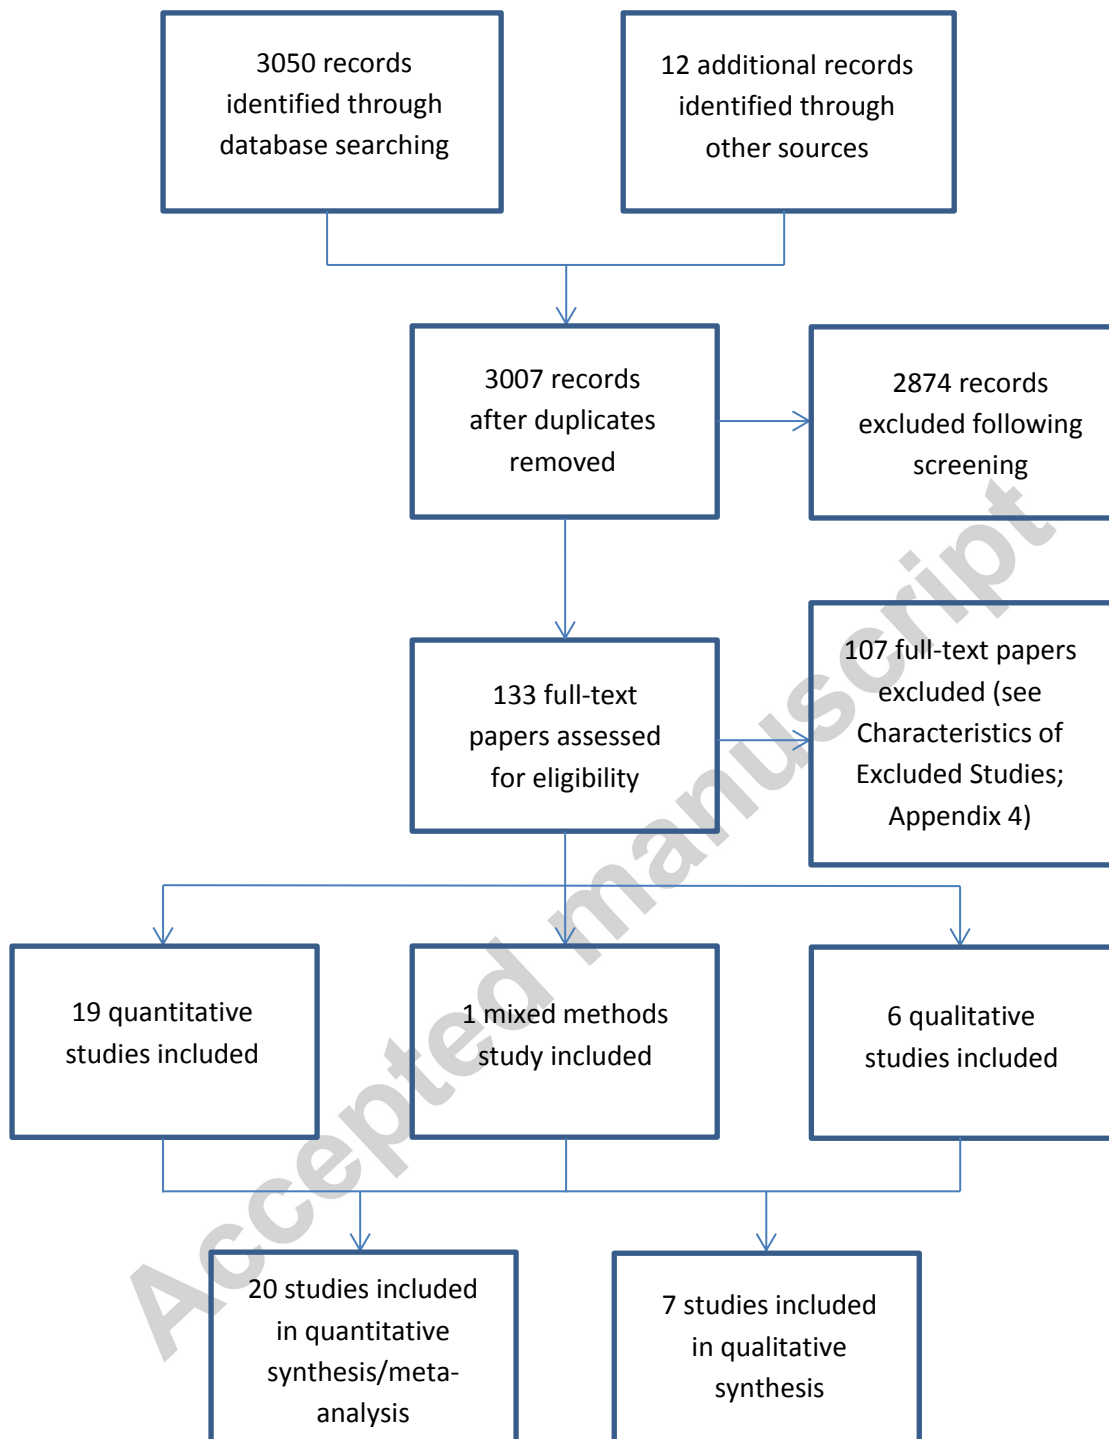 3050 records
identified through
database searching
12 additional records
identified through
other sources
3007 records
after duplicates
removed
2874 records
excluded following
screening
133 full-text
papers assessed
for eligibility
107 full-text papers
excluded (see
Characteristics of
Excluded Studies;
Appendix 4)
19 quantitative
studies included
1 mixed methods
study included
6 qualitative
studies included
20 studies included
in quantitative
synthesis/meta-
analysis
7 studies included
in qualitative
synthesis
Accepted manuscript